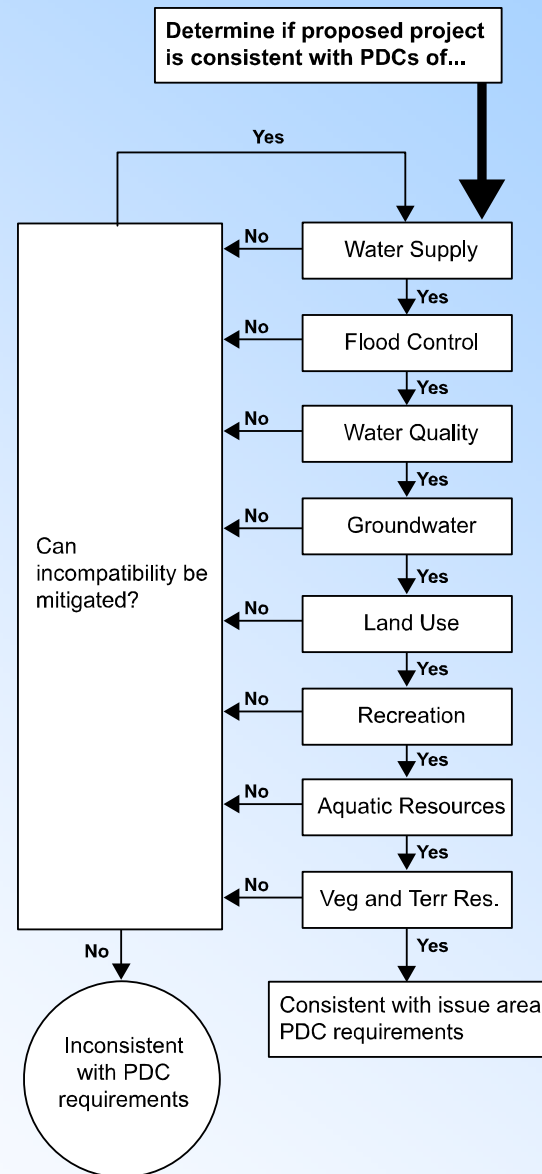 Determine if proposed project
is consistent with PDCs of...
Yes
No
Water Supply
Yes
No
Flood Control
Yes
No
Water Quality
Yes
No
Groundwater
Yes
Can
incompatibility be
mitigated?
No
Land Use
Yes
No
Recreation
Yes
No
Aquatic Resources
Yes
No
Veg and Terr Res.
No
Yes
Inconsistent
with PDC
requirements
Consistent with issue area
PDC requirements